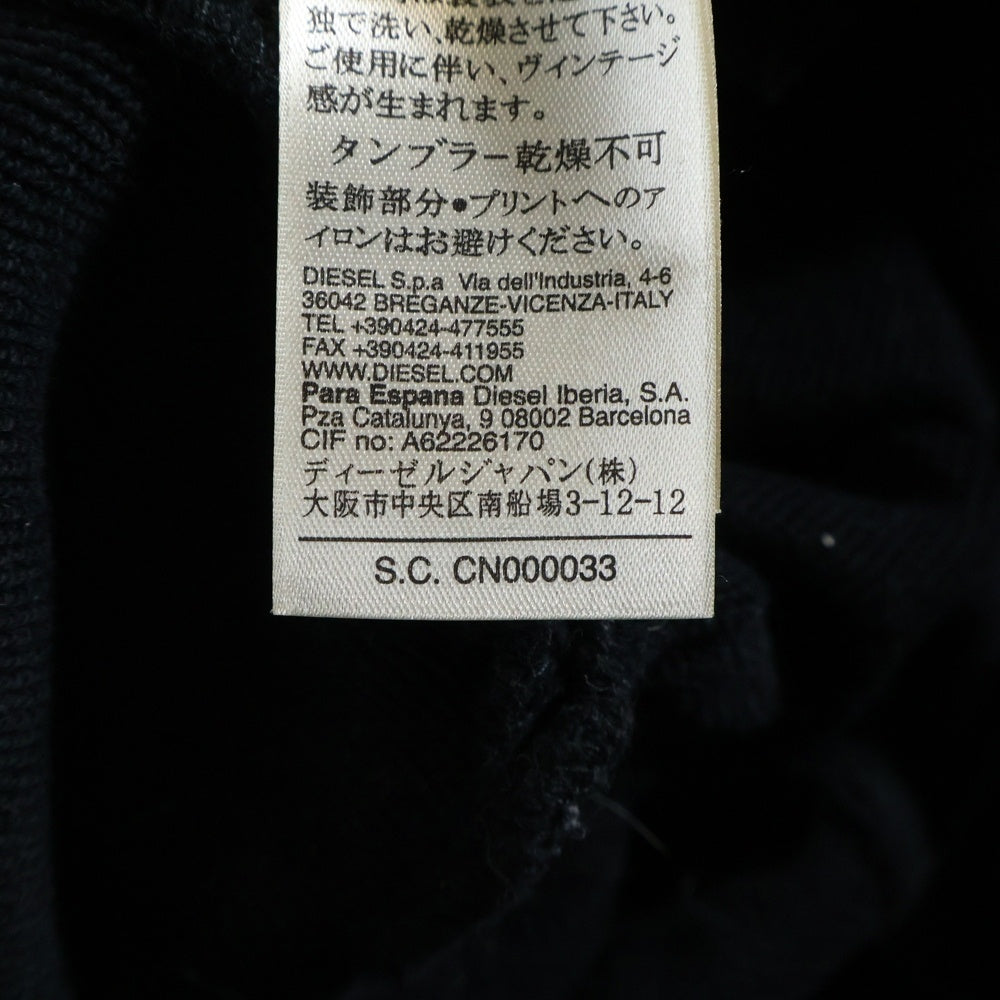 独で洗い、乾燥させて下さい。
ご使用に伴い、ヴィンテージ
感が生まれます。
タンブラー乾燥不可
装飾部分●プリントへのア
イロンはお避けください。
DIESEL S.p.a Via dell'Industria, 4-6
36042 BREGANZE-VICENZA-ITALY
TEL +390424-477555
FAX +390424-411955
WWW.DIESEL.COM
Para Espana Diesel Iberia, S.A.
Pza Catalunya, 9 08002 Barcelona
CIF no: A62226170
ディーゼルジャパン(株)
大阪市中央区南船場3-12-12
S.C. CN000033